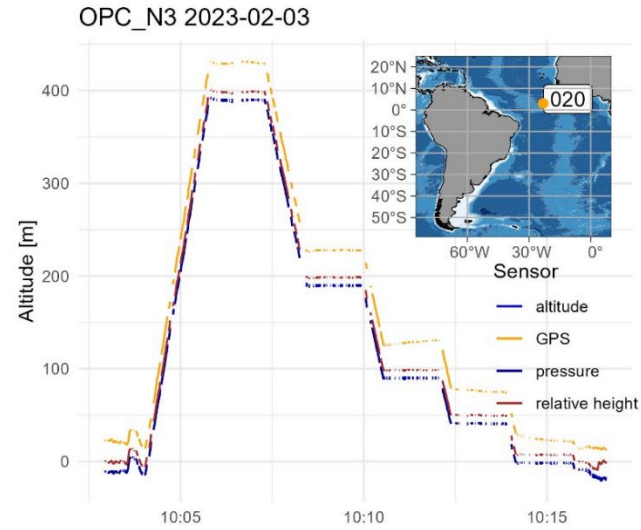 OPC_N3 2023-02-03
Altitude [m]
400
300
200
100
0
10:05
10:10
10:15
20°N
10°N
0°
10°S
20°S
30°S
40°S
50°S
60°W
30°W
0°
020
Sensor
altitude
GPS
pressure
relative height